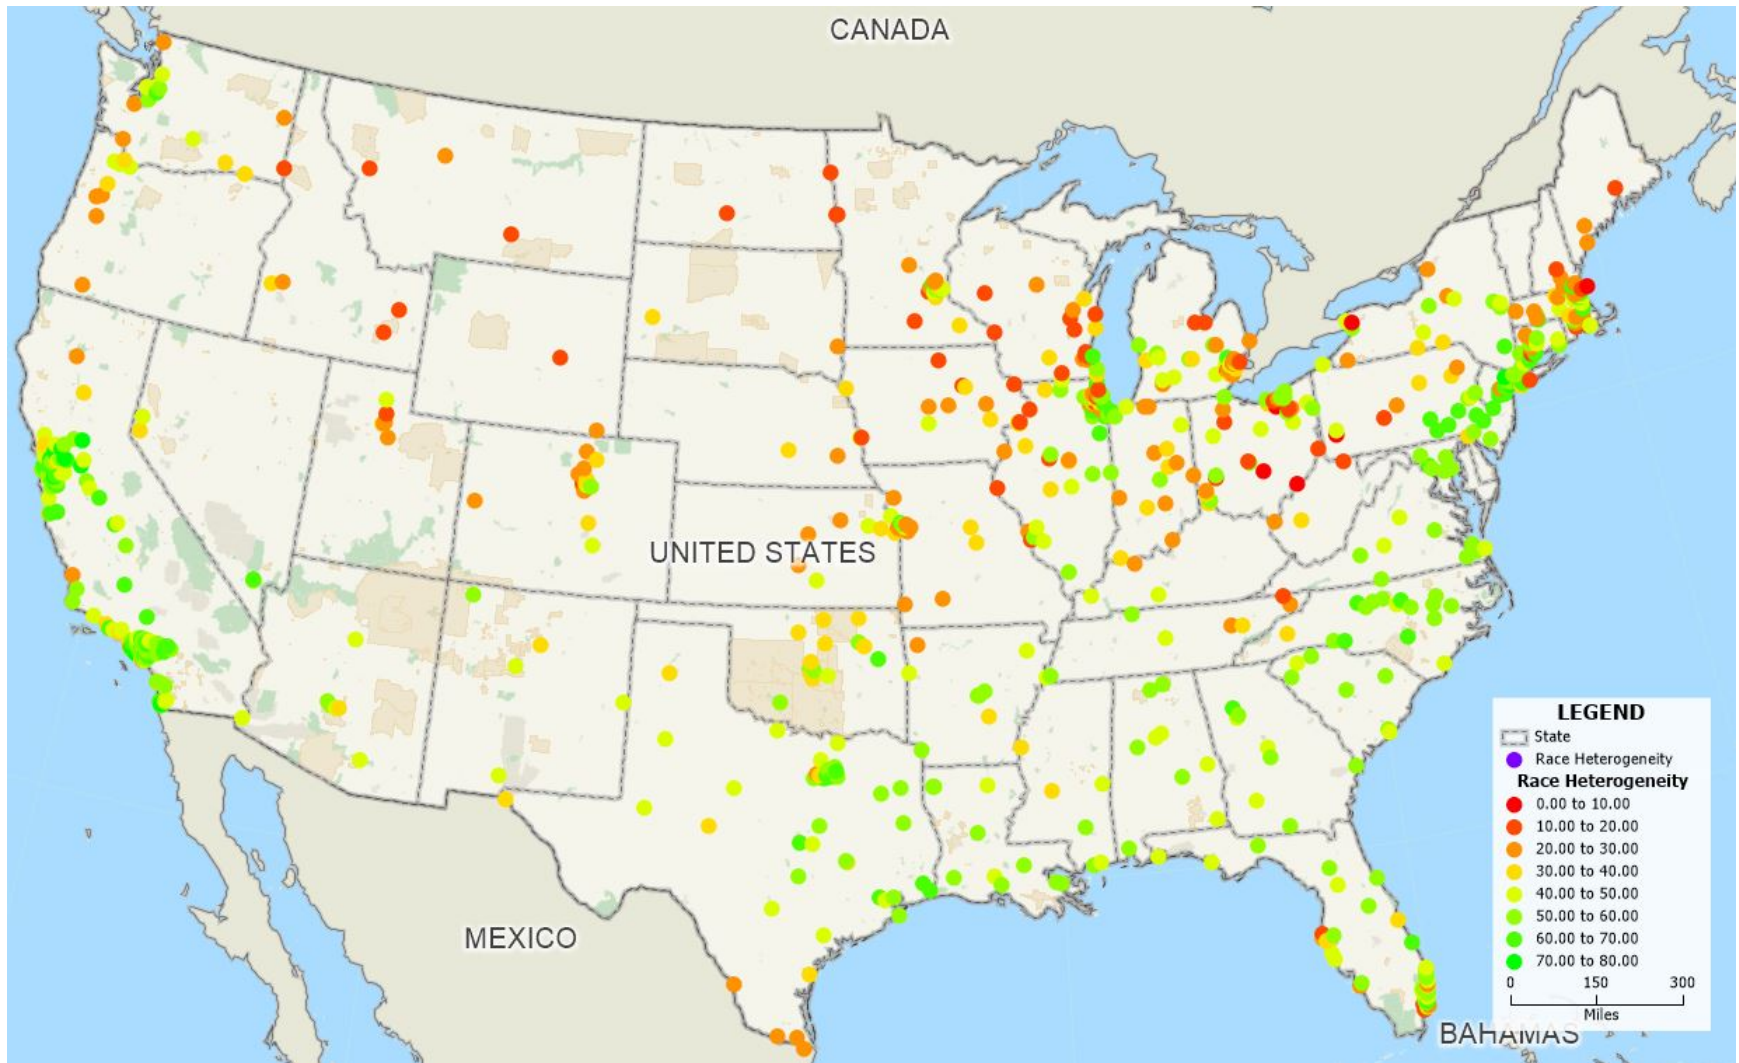 CANADA
UNITED STATES
MEXICO
BAHAMAS
LEGEND
State
Race Heterogeneity
Race Heterogeneity
0.00 to 10.00
10.00 to 20.00
20.00 to 30.00
30.00 to 40.00
40.00 to 50.00
50.00 to 60.00
60.00 to 70.00
70.00 to 80.00
0 150 300
Miles